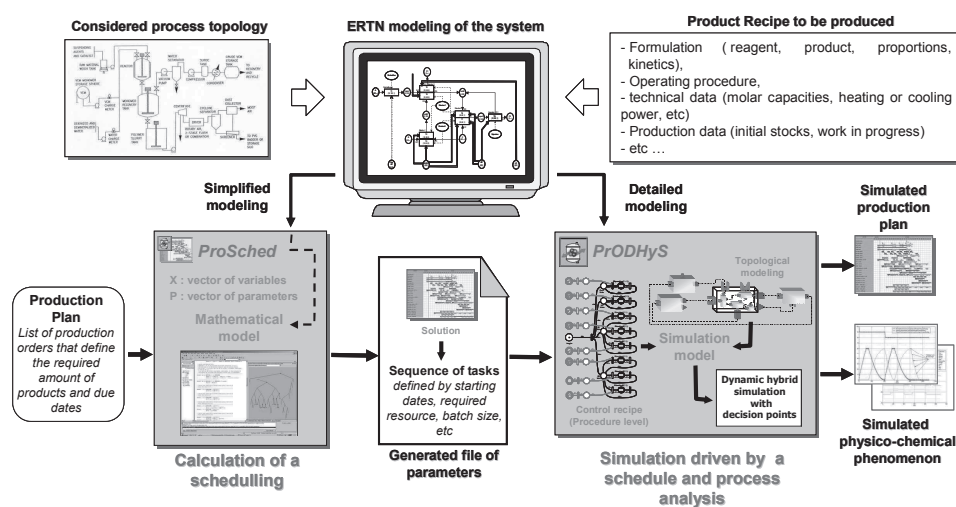 Considered process topology
ERTN modeling of the system
Product Recipe to be produced
- Formulation ( reagent, product, proportions,
kinetics),
- Operating procedure,
- technical data (molar capacities, heating or cooling
power, etc)
- Production data (initial stocks, work in progress)
- etc ...
Simplified
modeling
Detailed
modeling
Simulated
production
plan
ProSched
X : vector of variables
P : vector of parameters
Mathematical
model
Production
Plan
List of production
orders that define
the required
amount of
products and due
dates
Solution
Sequence of tasks
defined by starting
dates, required
resource, batch size,
etc
Generated file of
parameters
PrODHyS
Topological
modeling
Simulation
model
Dynamic hybrid
simulation
with
decision points
Control recipe
(Procedure level)
Calculation of a
schedulling
Simulation driven by a
schedule and process
analysis
Simulated
physico-chemical
phenomenon